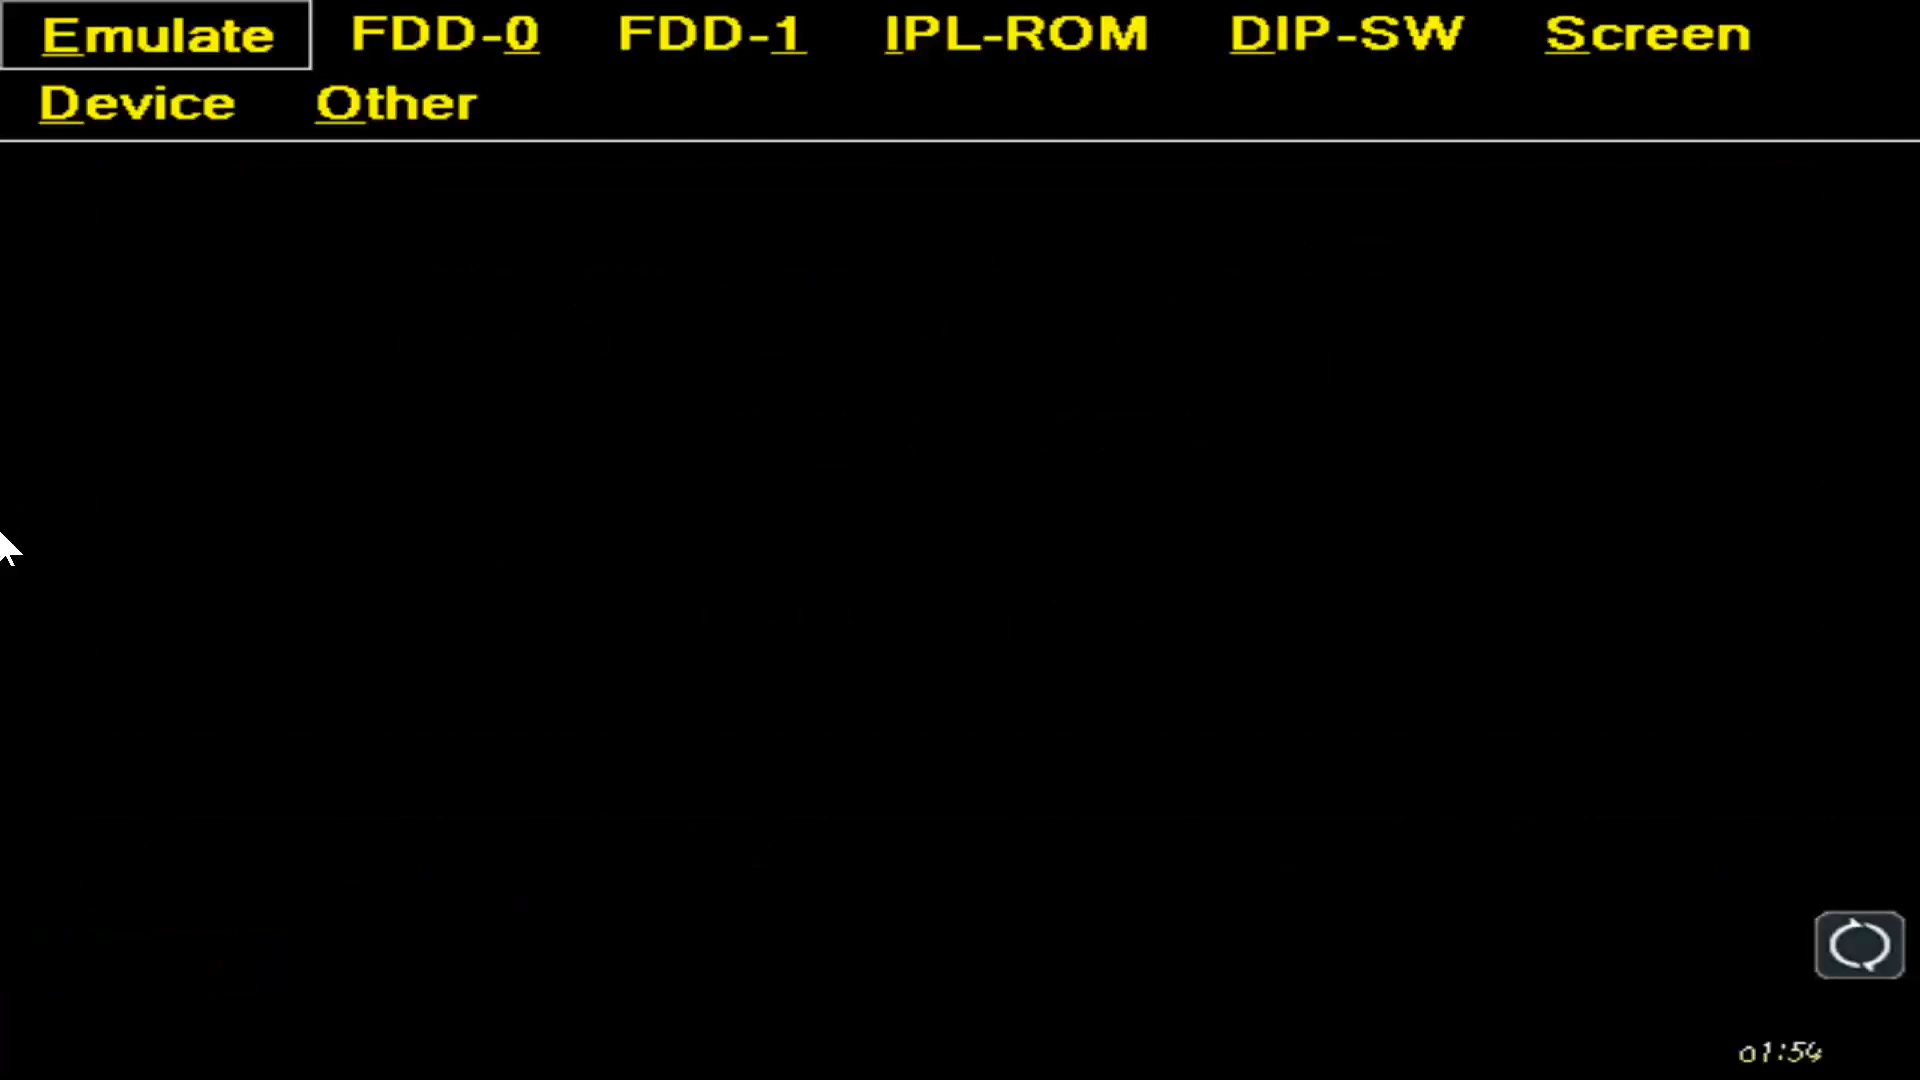 Emulate FDD-0 FDD-1 IPL-ROM DIP-SW Screen
Device Other
01:54